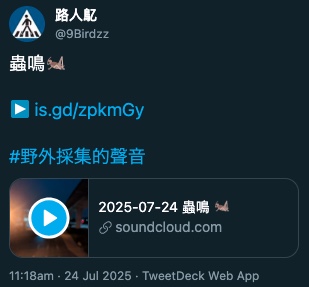 路人鳦
@9Birdzz
蟲鳴🦗
▶️ is.gd/zpkmGy
#野外採集的聲音
2025-07-24 蟲鳴 🦗
soundcloud.com
11:18am · 24 Jul 2025 · TweetDeck Web App